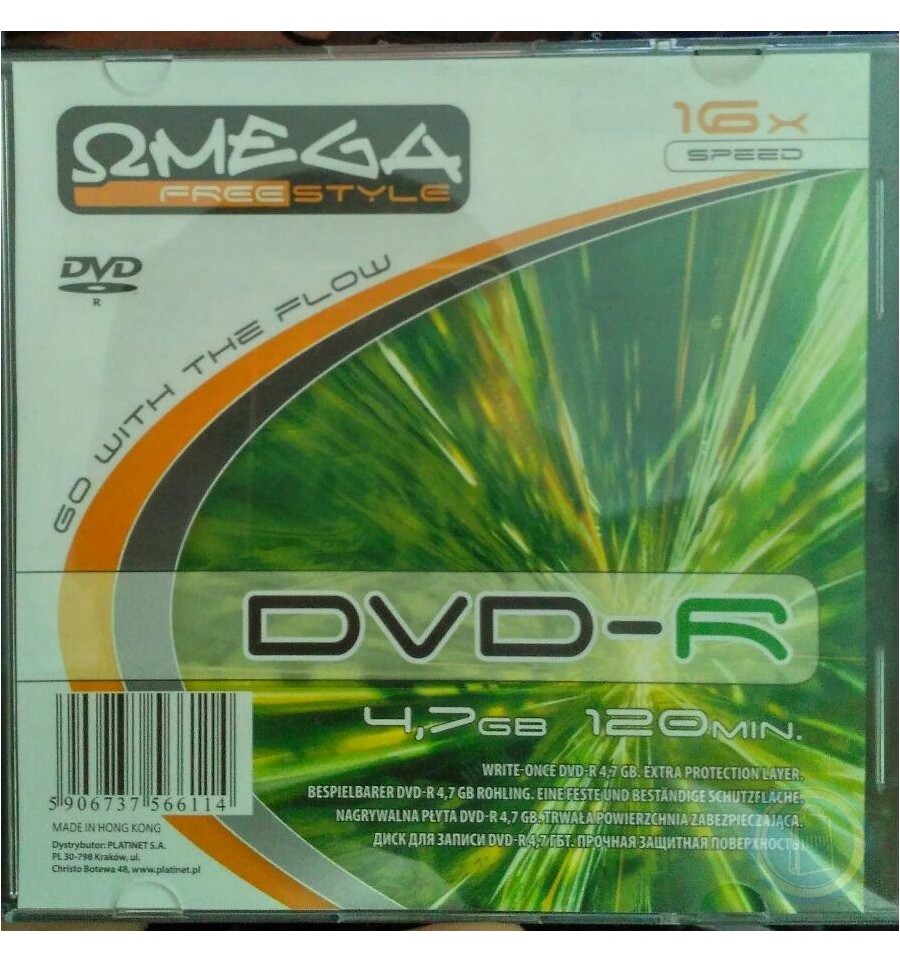 ΩMEGA
FREESTYLE
16x
SPEED
DVD
R
GO WITH THE FLOW
DVD-R
4,7GB 120MIN.
WRITE-ONCE DVD-R 4,7 GB. EXTRA PROTECTION LAYER.
BESPIELBARER DVD-R 4,7 GB ROHLING. EINE FESTE UND BESTÄNDIGE SCHUTZFLÄCHE.
NAGRYWALNA PŁYTA DVD-R 4,7 GB. TRWAŁA POWIERZCHNIA ZABEZPIECZAJĄCA.
ДИСК ДЛЯ ЗАПИСИ DVD-R 4,7 ГБТ. ПРОЧНАЯ ЗАЩИТНАЯ ПОВЕРХНОСТЬ.
5 906737 566114
MADE IN HONG KONG
Dystrybutor: PLATINET S.A.
PL 30-798 Kraków, ul.
Christo Botewa 48, www.platinet.pl